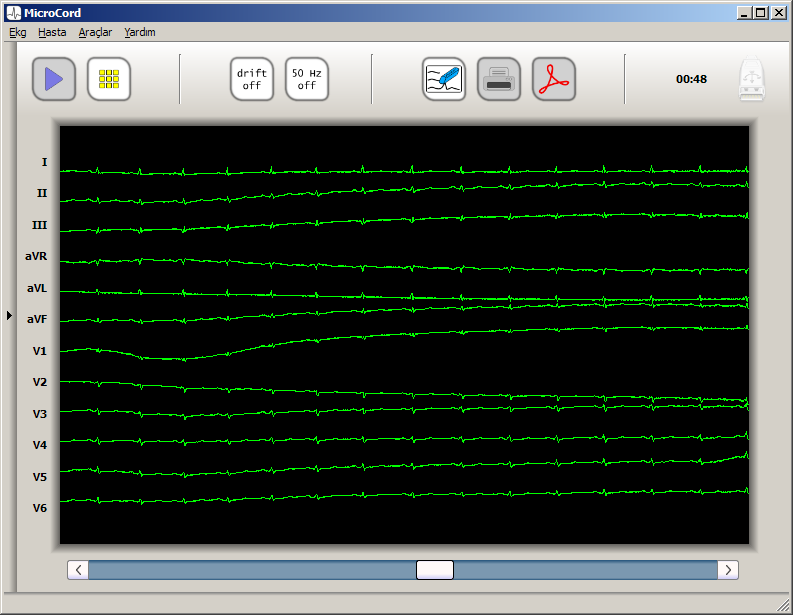 MicroCord
Ekg Hasta Araçlar Yardım
drift
off
50 Hz
off
00:48
I
II
III
aVR
aVL
aVF
V1
V2
V3
V4
V5
V6